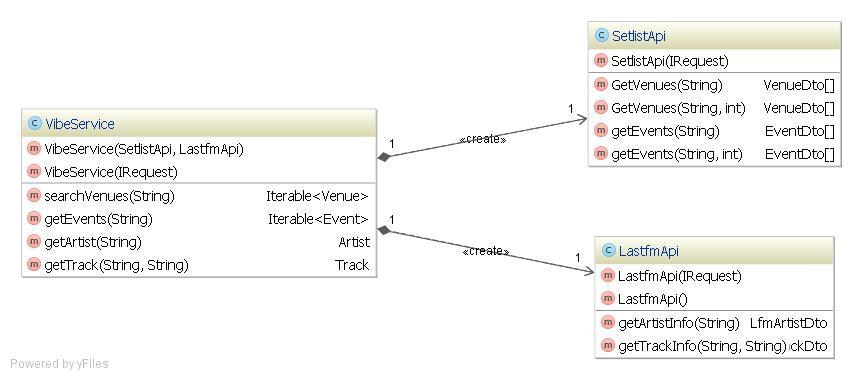 SetlistApi
SetlistApi(IRequest)
GetVenues(String) VenueDto[]
GetVenues(String, int) VenueDto[]
getEvents(String) EventDto[]
getEvents(String, int) EventDto[]
VibeService
VibeService(SetlistApi, LastfmApi)
VibeService(IRequest)
searchVenues(String) Iterable<Venue>
getEvents(String) Iterable<Event>
getArtist(String) Artist
getTrack(String, String) Track
1
«create»
1
1
«create»
1
LastfmApi
LastfmApi(IRequest)
LastfmApi()
getArtistInfo(String) LfmArtistDto
getTrackInfo(String, String) ckDto
Powered by yFiles